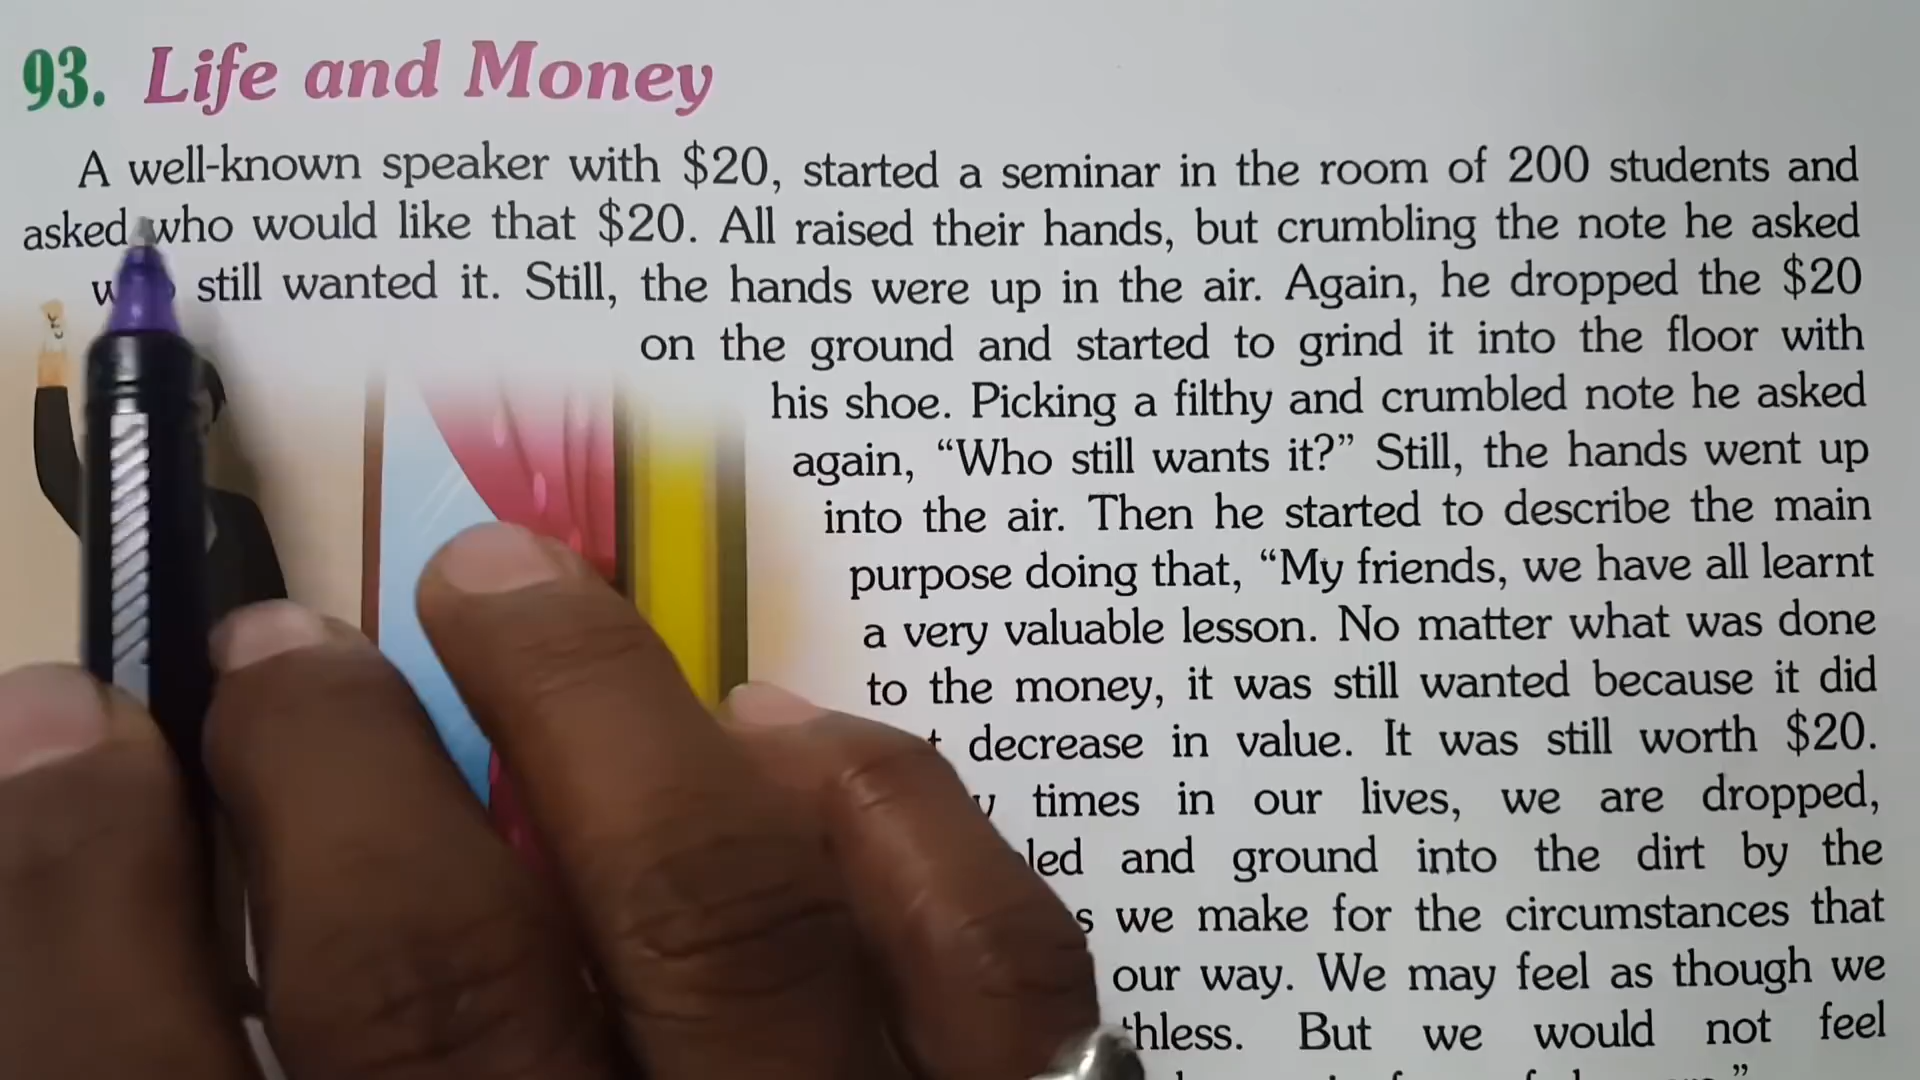 93. Life and Money
A well-known speaker with $20, started a seminar in the room of 200 students and
asked who would like that $20. All raised their hands, but crumbling the note he asked
still wanted it. Still, the hands were up in the air. Again, he dropped the $20
on the ground and started to grind it into the floor with
his shoe. Picking a filthy and crumbled note he asked
again, “Who still wants it?” Still, the hands went up
into the air. Then he started to describe the main
purpose doing that, “My friends, we have all learnt
a very valuable lesson. No matter what was done
to the money, it was still wanted because it did
decrease in value. It was still worth $20.
times in our lives, we are dropped,
and ground into the dirt by the
we make for the circumstances that
our way. We may feel as though we
But we would not feel